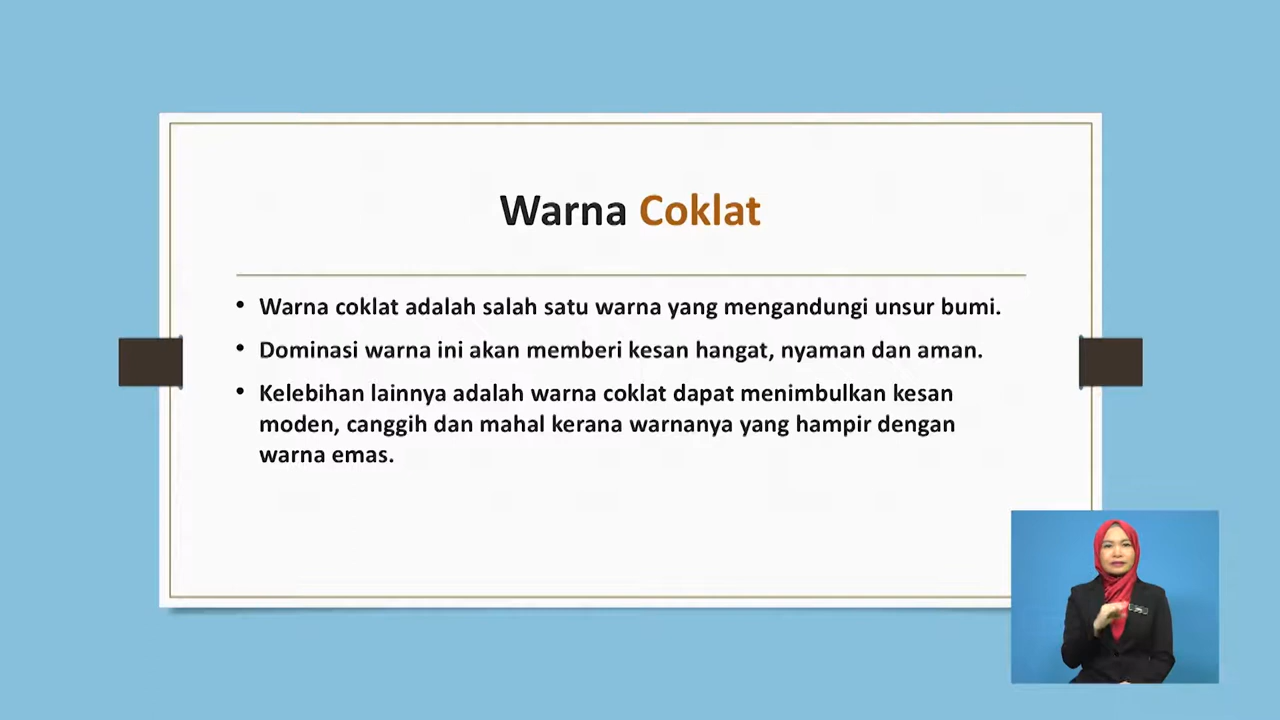 Warna Coklat
• Warna coklat adalah salah satu warna yang mengandungi unsur bumi.
• Dominasi warna ini akan memberi kesan hangat, nyaman dan aman.
• Kelebihan lainnya adalah warna coklat dapat menimbulkan kesan
moden, canggih dan mahal kerana warnanya yang hampir dengan
warna emas.